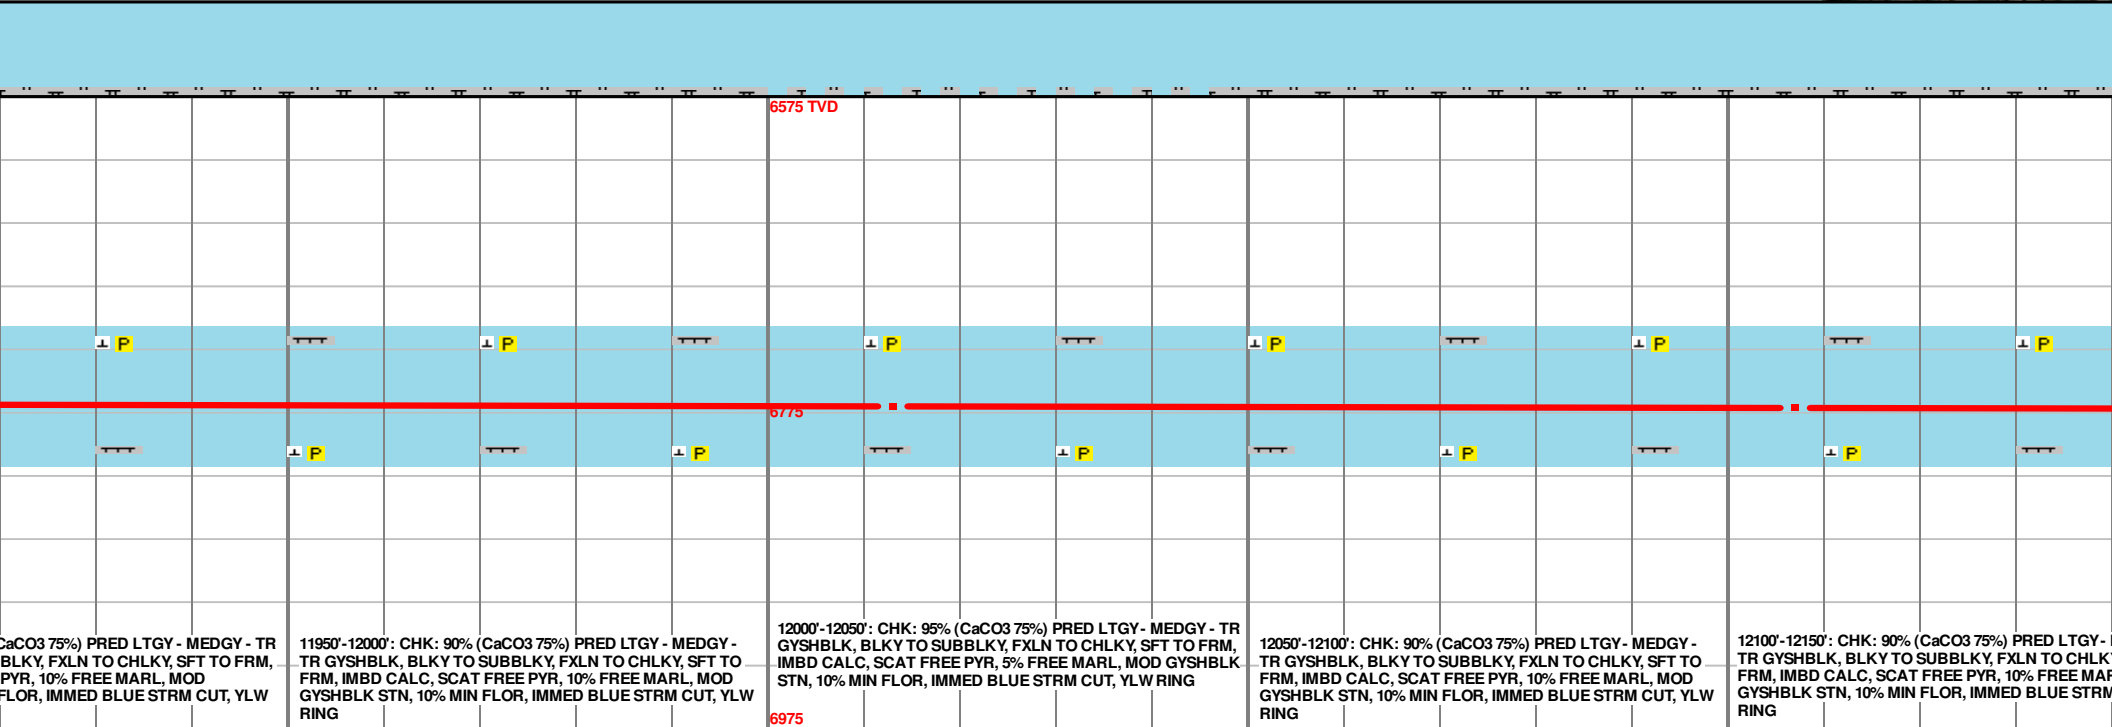 6575 TVD
P P P P P P
6775
P P P P P
CaCO3 75%) PRED LTGY - MEDGY - TR
BLKY, FXLN TO CHLKY, SFT TO FRM,
PYR, 10% FREE MARL, MOD
FLOR, IMMED BLUE STRM CUT, YLW
11950'-12000': CHK: 90% (CaCO3 75%) PRED LTGY - MEDGY -
TR GYSHBLK, BLKY TO SUBBLKY, FXLN TO CHLKY, SFT TO
FRM, IMBD CALC, SCAT FREE PYR, 10% FREE MARL, MOD
GYSHBLK STN, 10% MIN FLOR, IMMED BLUE STRM CUT, YLW
RING
12000'-12050': CHK: 95% (CaCO3 75%) PRED LTGY - MEDGY - TR
GYSHBLK, BLKY TO SUBBLKY, FXLN TO CHLKY, SFT TO FRM,
IMBD CALC, SCAT FREE PYR, 5% FREE MARL, MOD GYSHBLK
STN, 10% MIN FLOR, IMMED BLUE STRM CUT, YLW RING
12050'-12100': CHK: 90% (CaCO3 75%) PRED LTGY - MEDGY -
TR GYSHBLK, BLKY TO SUBBLKY, FXLN TO CHLKY, SFT TO
FRM, IMBD CALC, SCAT FREE PYR, 10% FREE MARL, MOD
GYSHBLK STN, 10% MIN FLOR, IMMED BLUE STRM CUT, YLW
RING
12100'-12150': CHK: 90% (CaCO3 75%) PRED LTGY -
TR GYSHBLK, BLKY TO SUBBLKY, FXLN TO CHLK
FRM, IMBD CALC, SCAT FREE PYR, 10% FREE MAR
GYSHBLK STN, 10% MIN FLOR, IMMED BLUE STRM
RING
6975